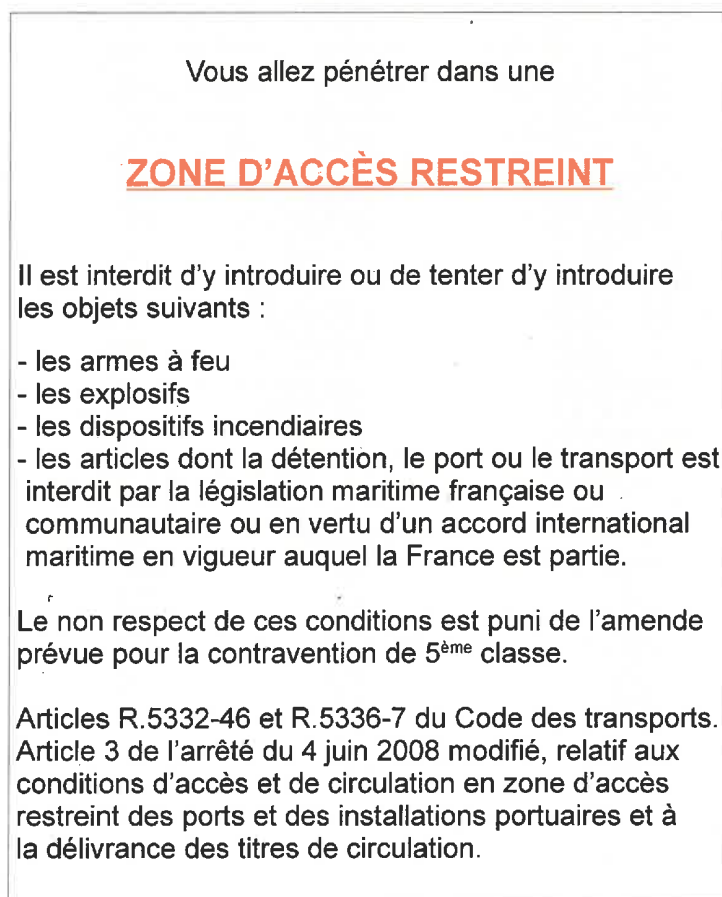 Vous allez pénétrer dans une
ZONE D'ACCÈS RESTREINT
Il est interdit d'y introduire ou de tenter d'y introduire
les objets suivants :
- les armes à feu
- les explosifs
- les dispositifs incendiaires
- les articles dont la détention, le port ou le transport est
interdit par la législation maritime française ou
communautaire ou en vertu d'un accord international
maritime en vigueur auquel la France est partie.
Le non respect de ces conditions est puni de l'amende
prévue pour la contravention de 5ème classe.
Articles R.5332-46 et R.5336-7 du Code des transports.
Article 3 de l'arrêté du 4 juin 2008 modifié, relatif aux
conditions d'accès et de circulation en zone d'accès
restreint des ports et des installations portuaires et à
la délivrance des titres de circulation.